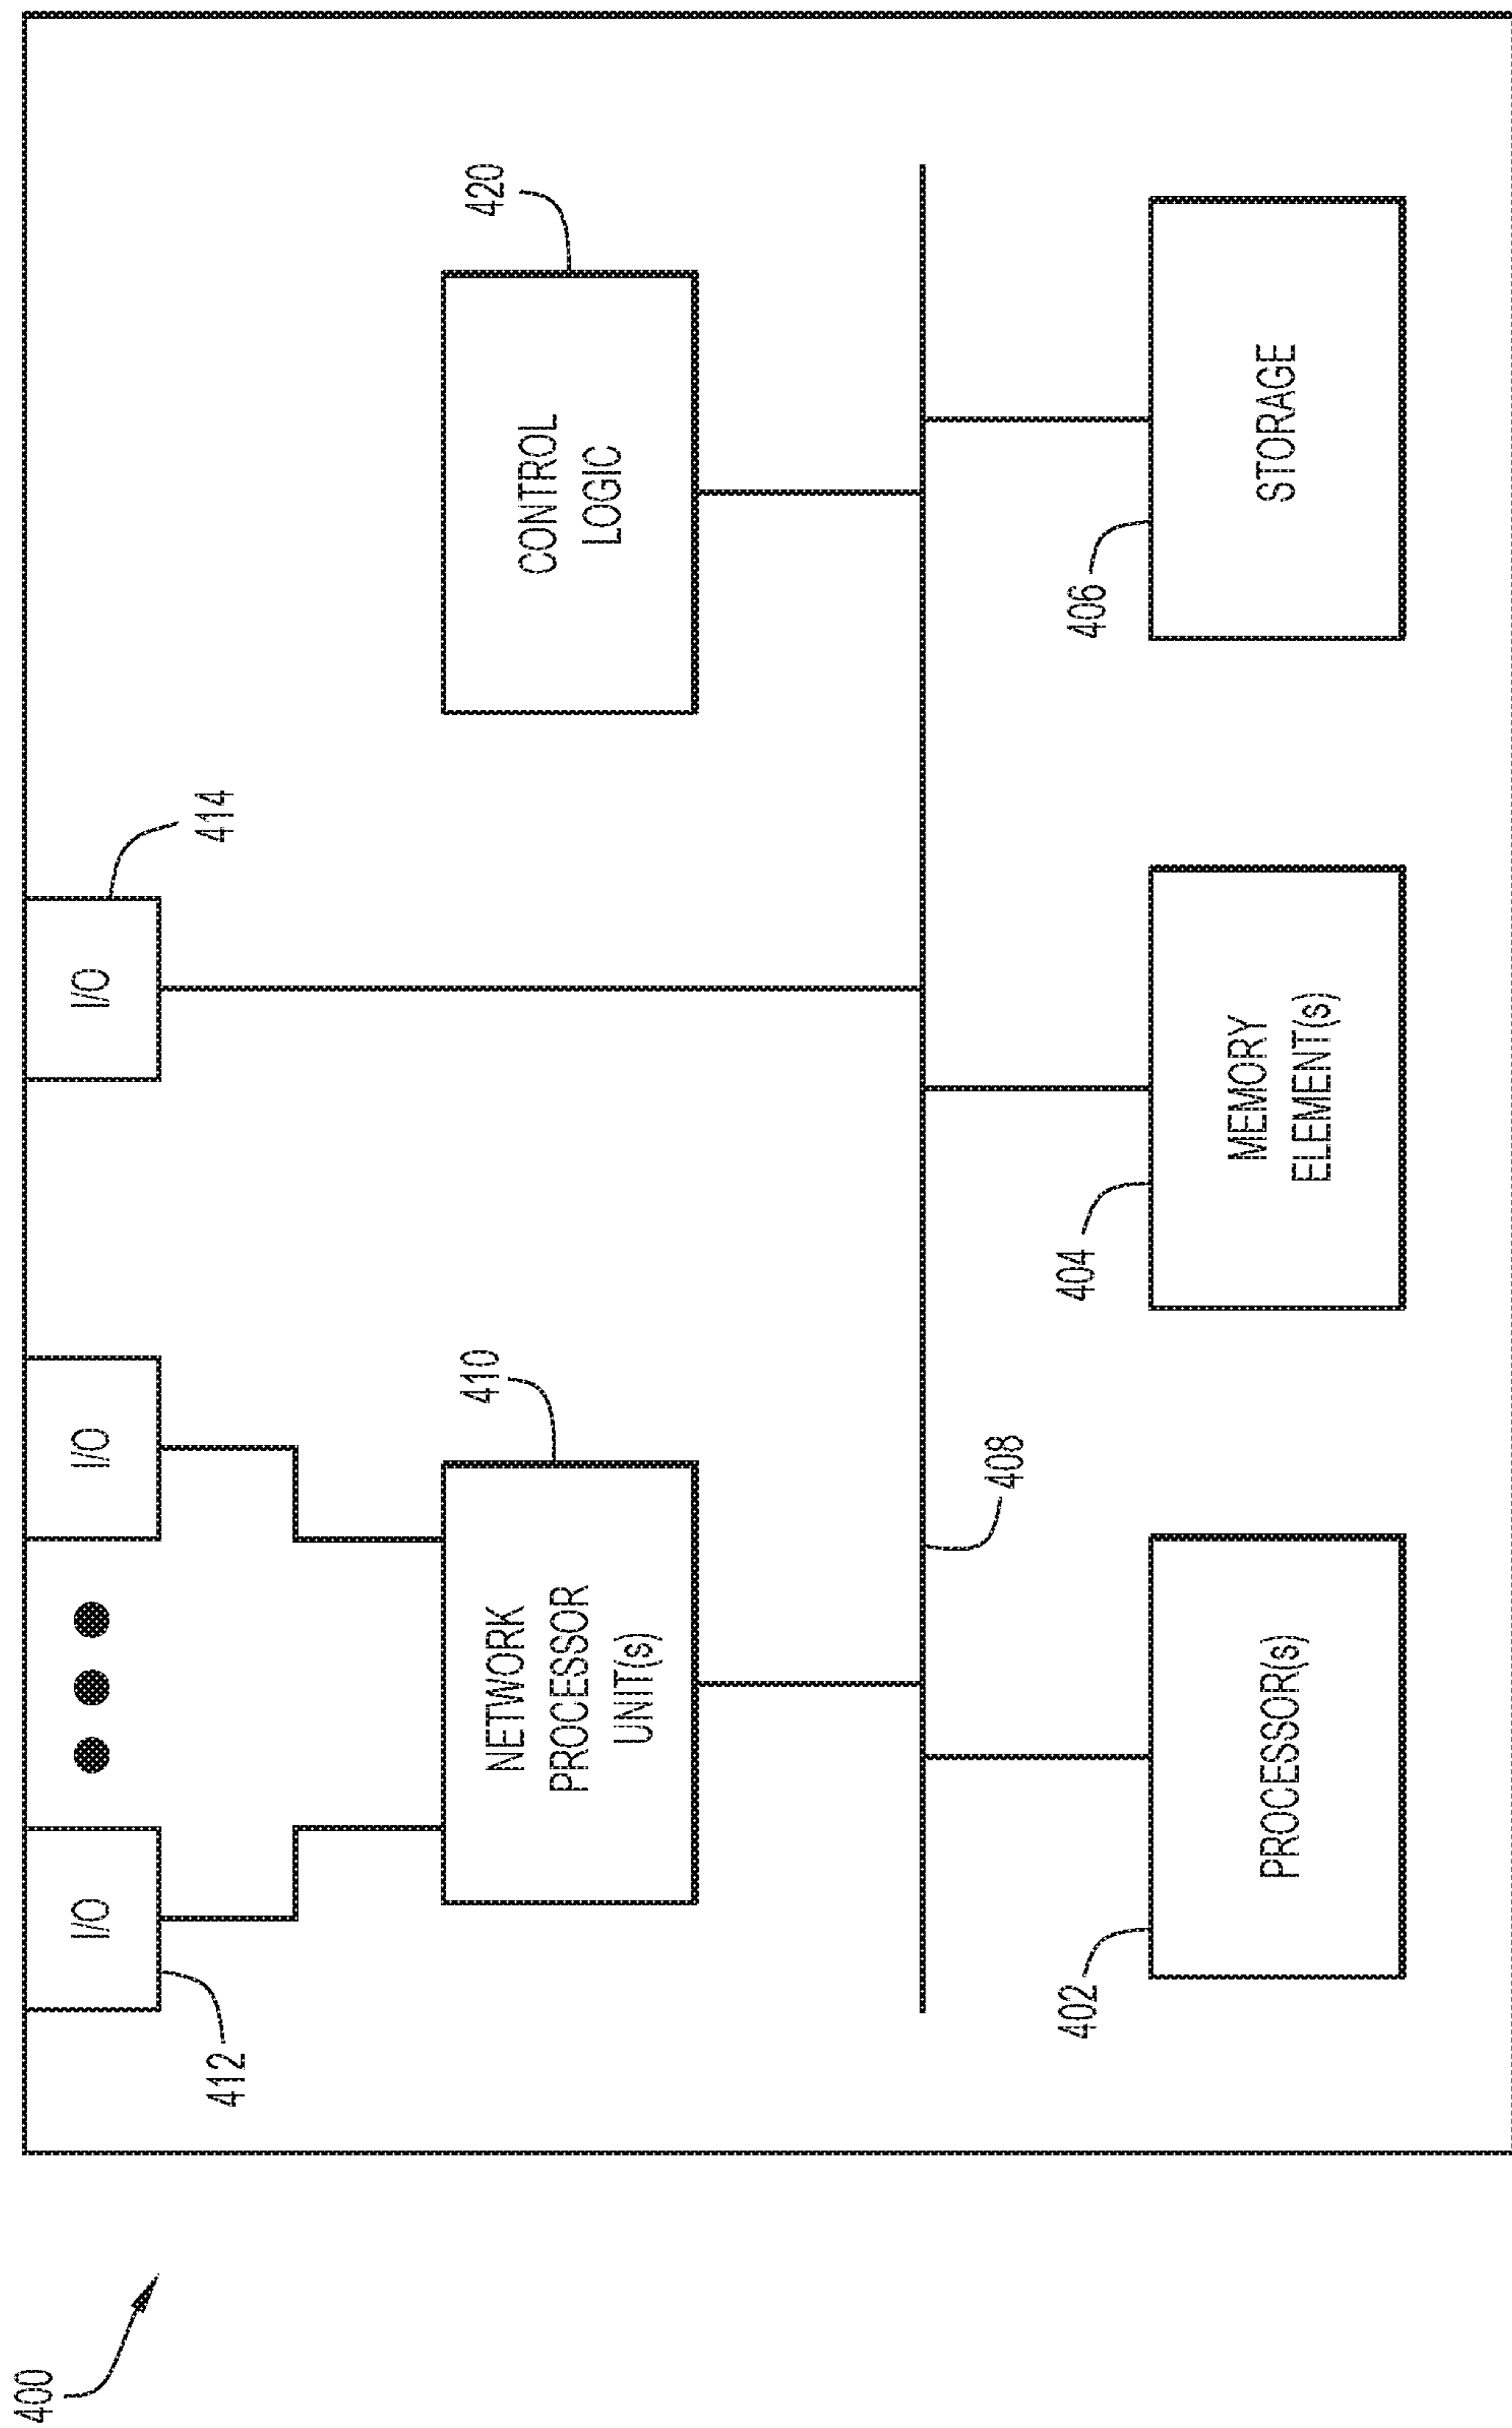 400
412
I/O
I/O
I/O
414
NETWORK
PROCESSOR
UNIT(s)
410
CONTROL
LOGIC
420
408
402
PROCESSOR(s)
404
MEMORY
ELEMENT(s)
406
STORAGE